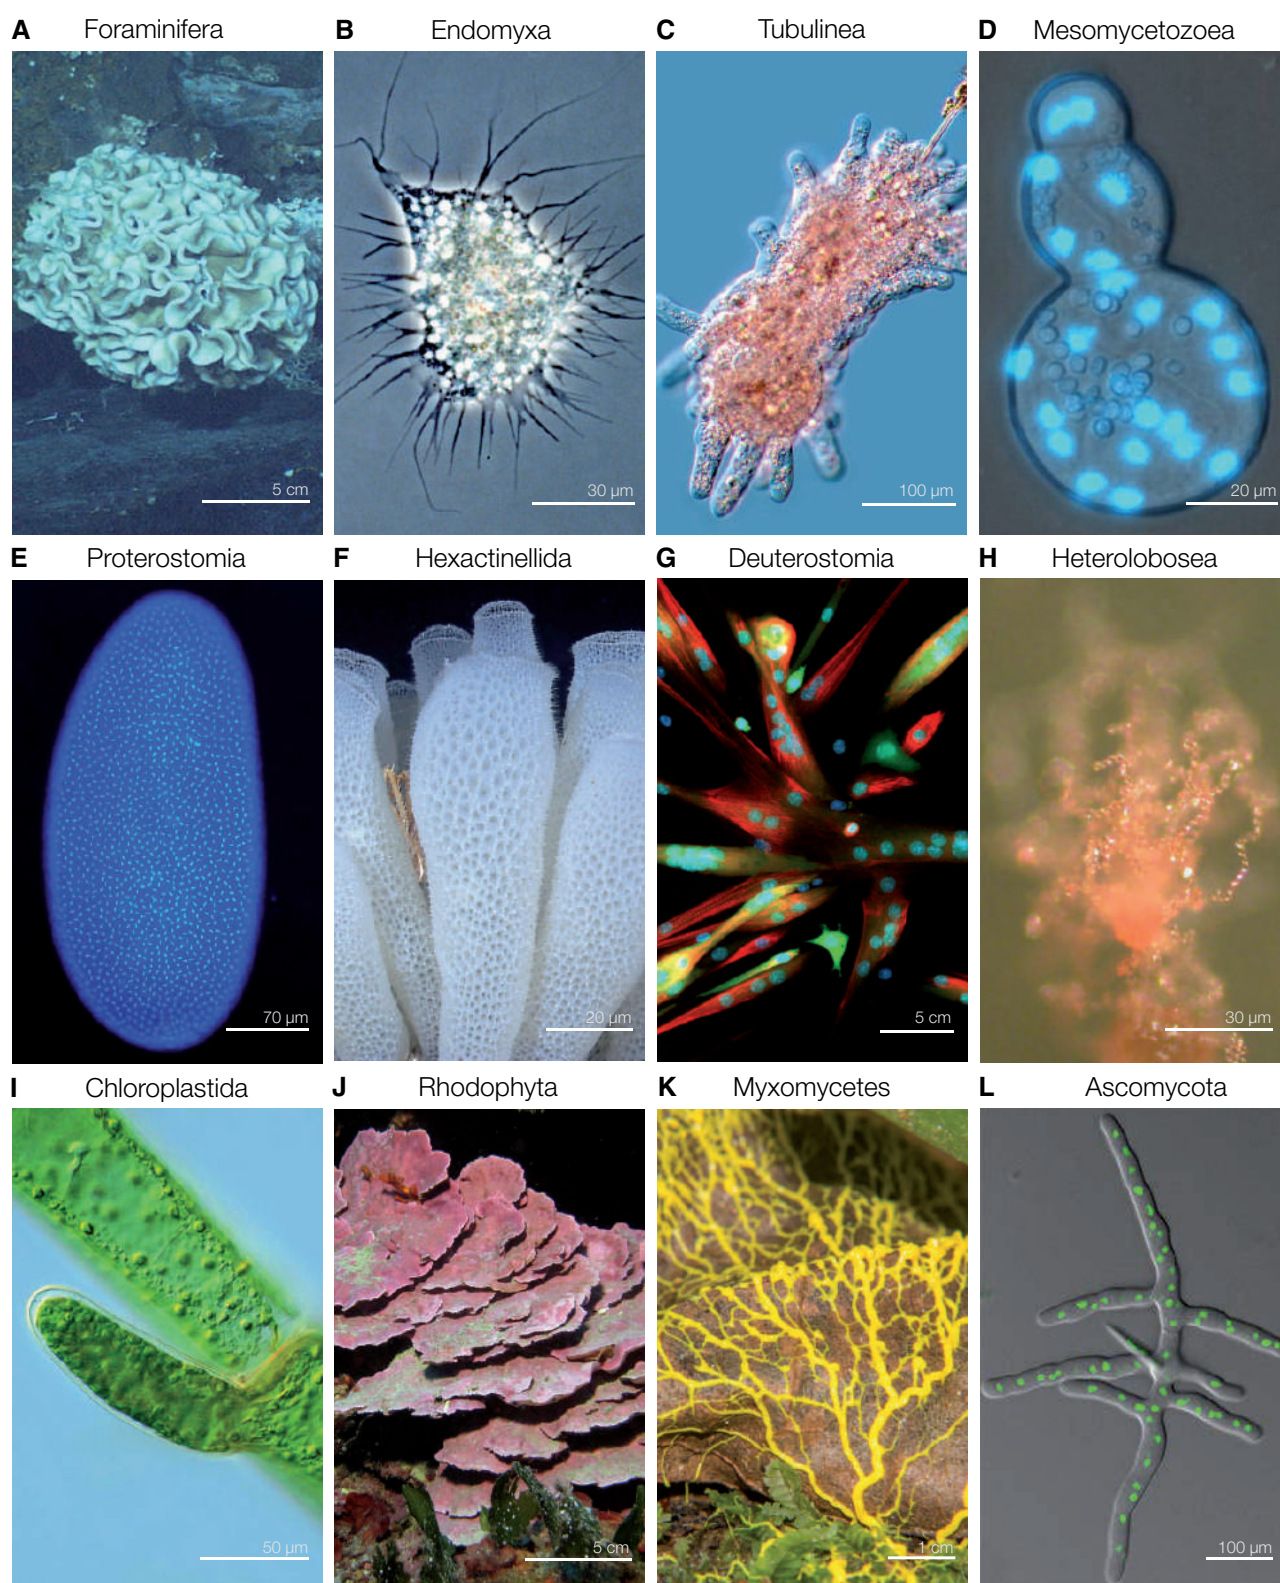 A Foraminifera
B Endomyxa
C Tubulinea
D Mesomycetozoea
5 cm
30 µm
100 µm
20 µm
E Proterostomia
F Hexactinellida
G Deuterostomia
H Heterolobosea
70 µm
20 µm
5 cm
30 µm
I Chloroplastida
J Rhodophyta
K Myxomycetes
L Ascomycota
50 µm
5 cm
1 cm
100 µm